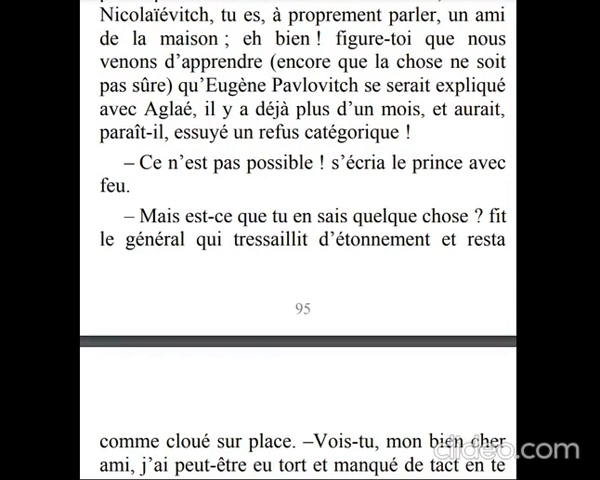 Nicolaïévitch, tu es, à proprement parler, un ami
de la maison ; eh bien ! figure-toi que nous
venons d’apprendre (encore que la chose ne soit
pas sûre) qu’Eugène Pavlovitch se serait expliqué
avec Aglaé, il y a déjà plus d’un mois, et aurait,
paraît-il, essuyé un refus catégorique !
– Ce n’est pas possible ! s’écria le prince avec
feu.
– Mais est-ce que tu en sais quelque chose ? fit
le général qui tressaillit d’étonnement et resta
95
comme cloué sur place. –Vois-tu, mon bien cher
ami, j’ai peut-être eu tort et manqué de tact en te